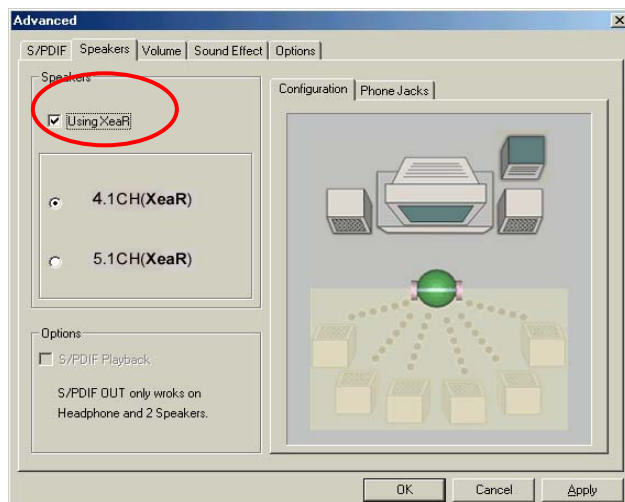 Advanced
S/PDIF Speakers Volume Sound Effect Options
Speakers
Using XeaR
4.1CH(XeaR)
5.1CH(XeaR)
Options
S/PDIF Playback
S/PDIF OUT only wroks on
Headphone and 2 Speakers.
Configuration Phone Jacks
OK Cancel Apply